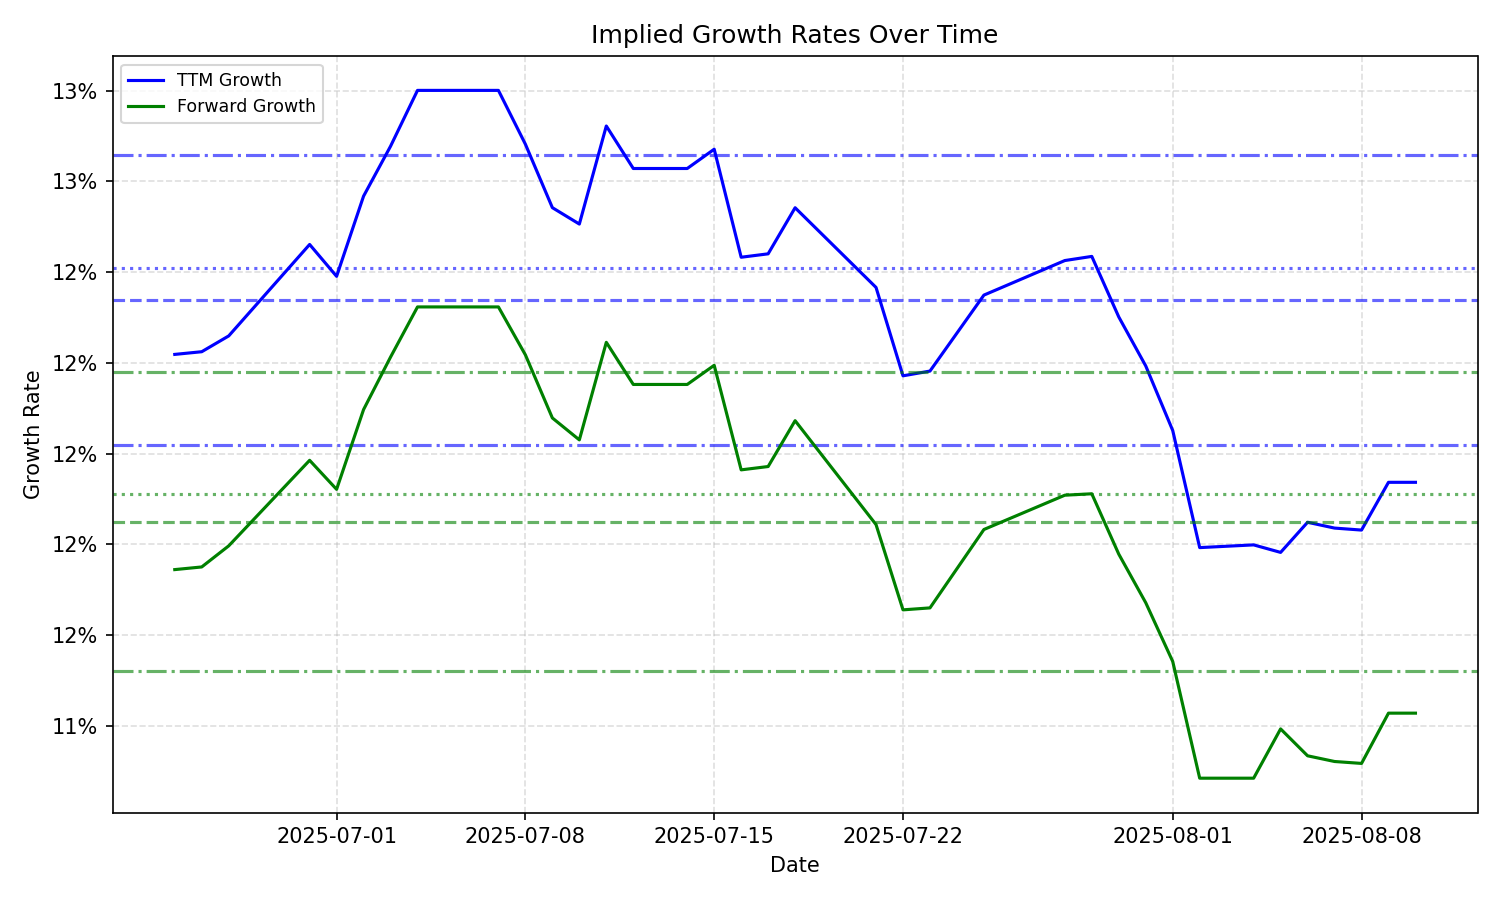 Implied Growth Rates Over Time
TTM Growth
Forward Growth
13%
13%
12%
12%
12%
12%
12%
11%
Growth Rate
2025-07-01
2025-07-08
2025-07-15
2025-07-22
2025-08-01
2025-08-08
Date